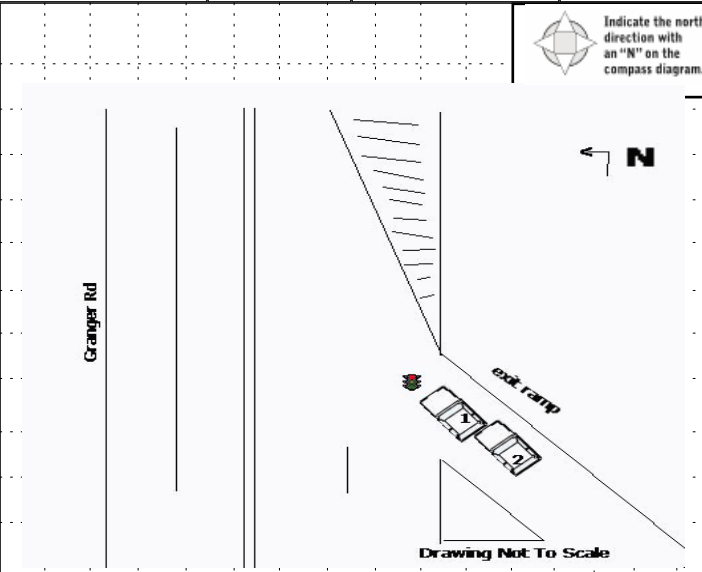 Indicate the north
direction with
an "N" on the
compass diagram.
N
Granger Rd
exit ramp
1
2
Drawing Not To Scale